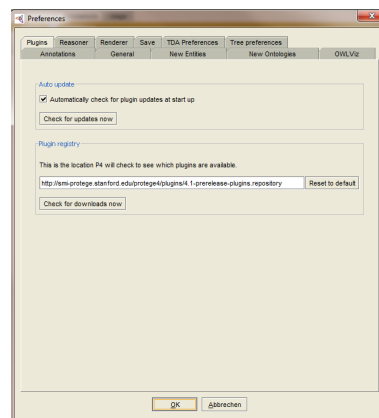 Preferences
Plugins Reasoner Renderer Save TDA Preferences Tree preferences
Annotations General New Entities New Ontologies OWLViz
Auto update
Automatically check for plugin updates at start up
Check for updates now
Plugin registry
This is the location P4 will check to see which plugins are available.
http://smi-protege.stanford.edu/protege4/plugins/4.1-prerelease-plugins.repository Reset to default
Check for downloads now
OK Abbrechen